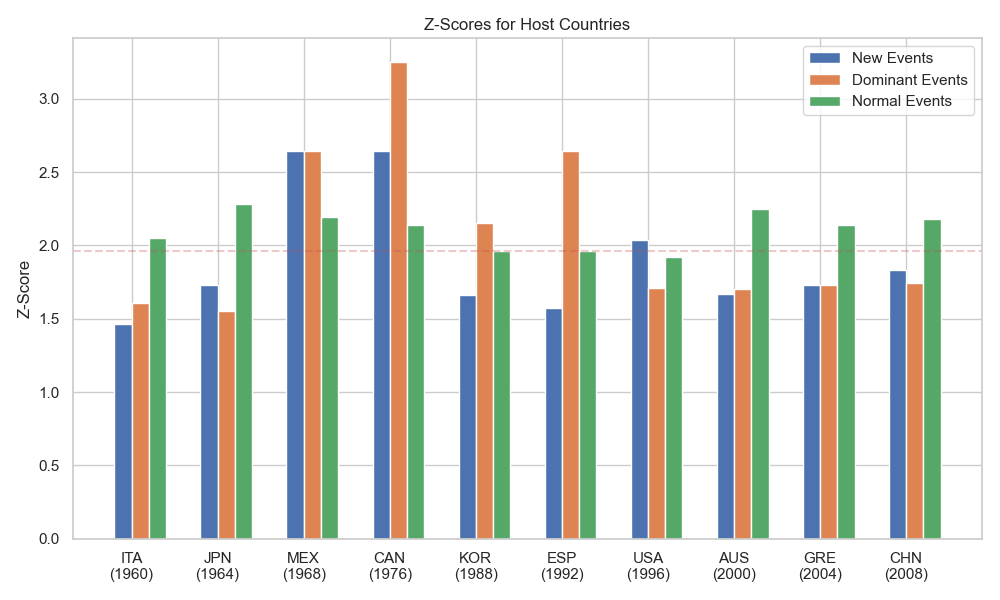 Z-Scores for Host Countries
New Events
Dominant Events
Normal Events
Z-Score
3.0
2.5
2.0
1.5
1.0
0.5
0.0
ITA JPN MEX CAN KOR ESP USA AUS GRE CHN
(1960) (1964) (1968) (1976) (1988) (1992) (1996) (2000) (2004) (2008)